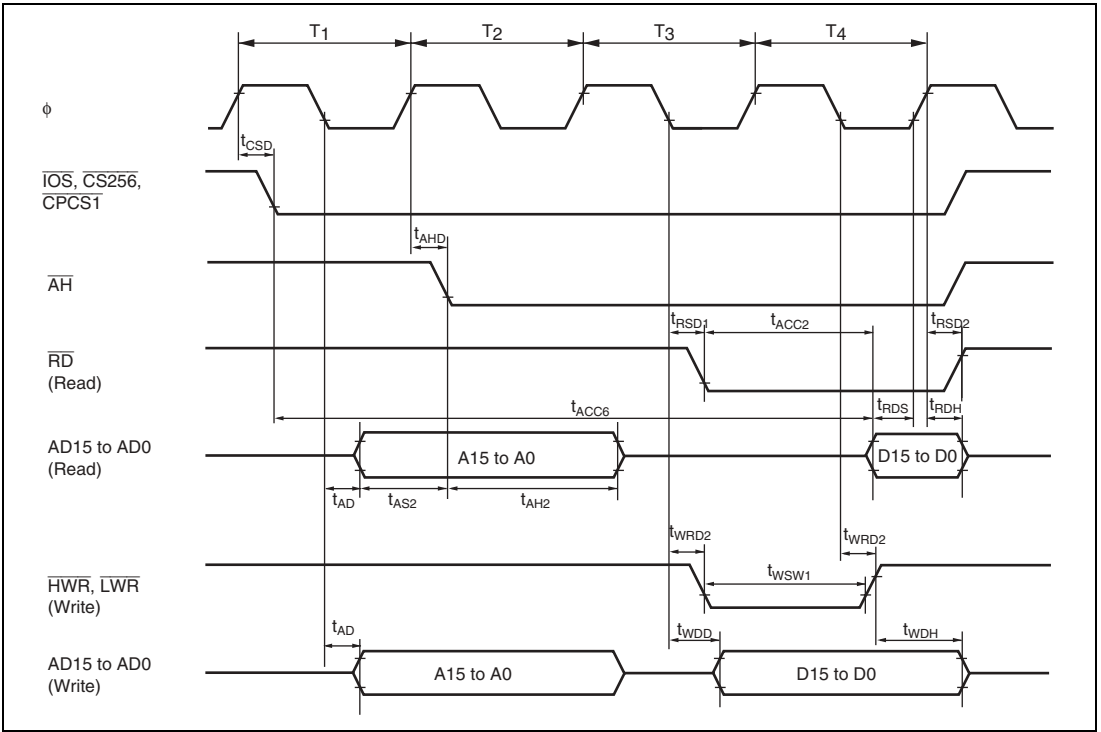 T1 T2 T3 T4
φ
tCSD
IOS, CS256,
CPCS1
tAHD
AH
tRSD1 tACC2 tRSD2
RD
(Read)
tACC6 tRDS tRDH
AD15 to AD0
(Read)
A15 to A0 D15 to D0
tAD tAS2 tAH2
tWRD2 tWRD2
HWR, LWR
(Write)
tWSW1
tAD tWDD tWDH
AD15 to AD0
(Write)
A15 to A0 D15 to D0